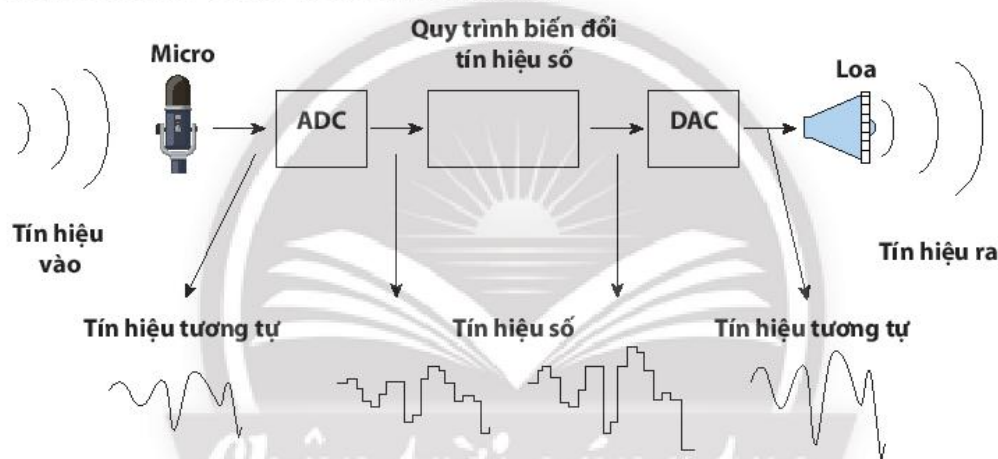 Quy trình biến đổi
tín hiệu số
Micro
Loa
ADC
DAC
Tín hiệu
vào
Tín hiệu ra
Tín hiệu tương tự
Tín hiệu số
Tín hiệu tương tự